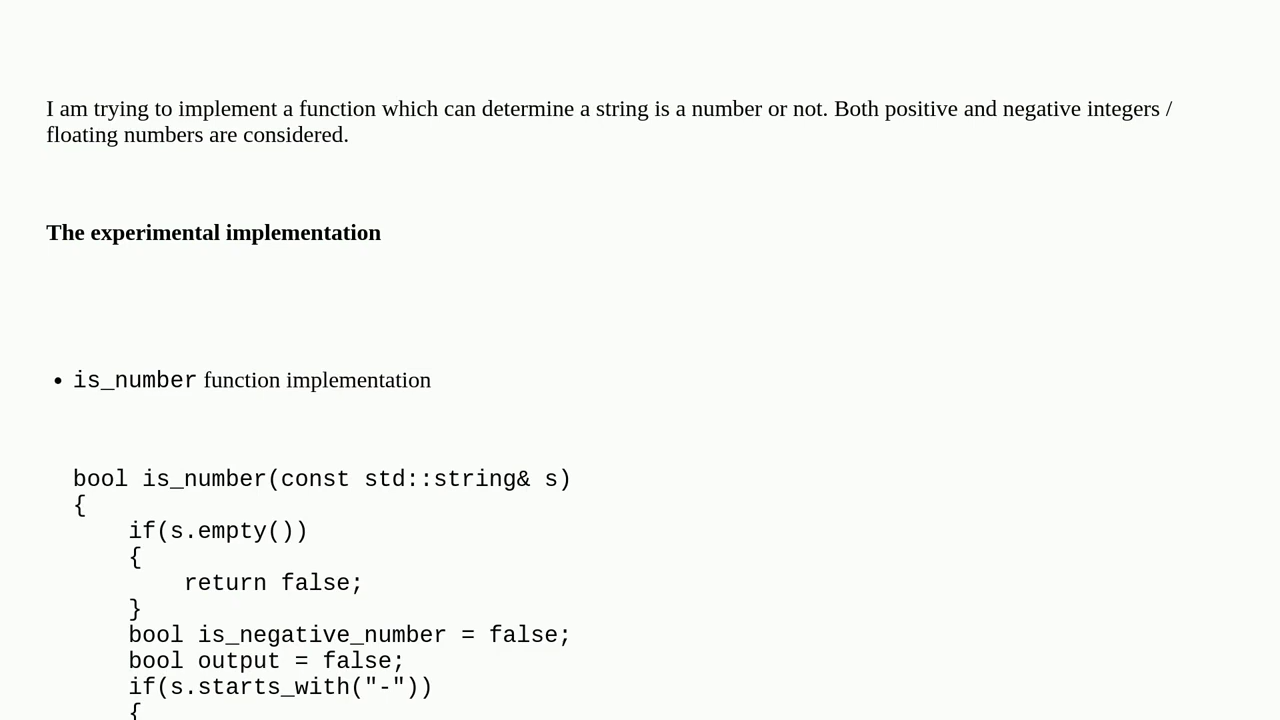 I am trying to implement a function which can determine a string is a number or not. Both positive and negative integers /
floating numbers are considered.
The experimental implementation
• is_number function implementation
bool is_number(const std::string& s)
{
    if(s.empty())
    {
        return false;
    }
    bool is_negative_number = false;
    bool output = false;
    if(s.starts_with("-"))
    {